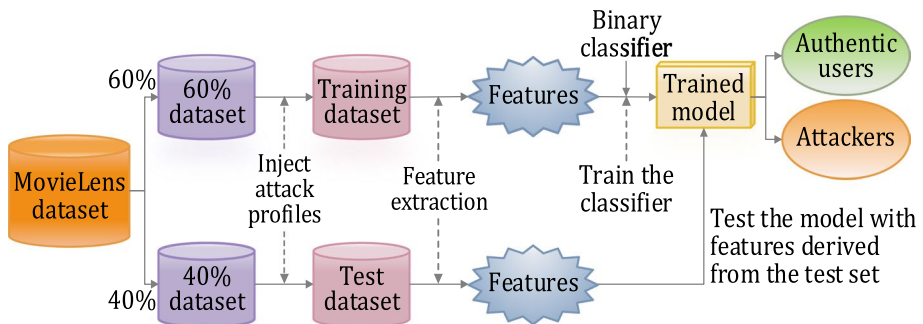 60%
60%
dataset
Training
dataset
Features
Binary
classifier
Trained
model
Authentic
users
Attackers
MovieLens
dataset
Inject
attack
profiles
Feature
extraction
Train the
classifier
Test the model with
features derived
from the test set
40%
40%
dataset
Test
dataset
Features